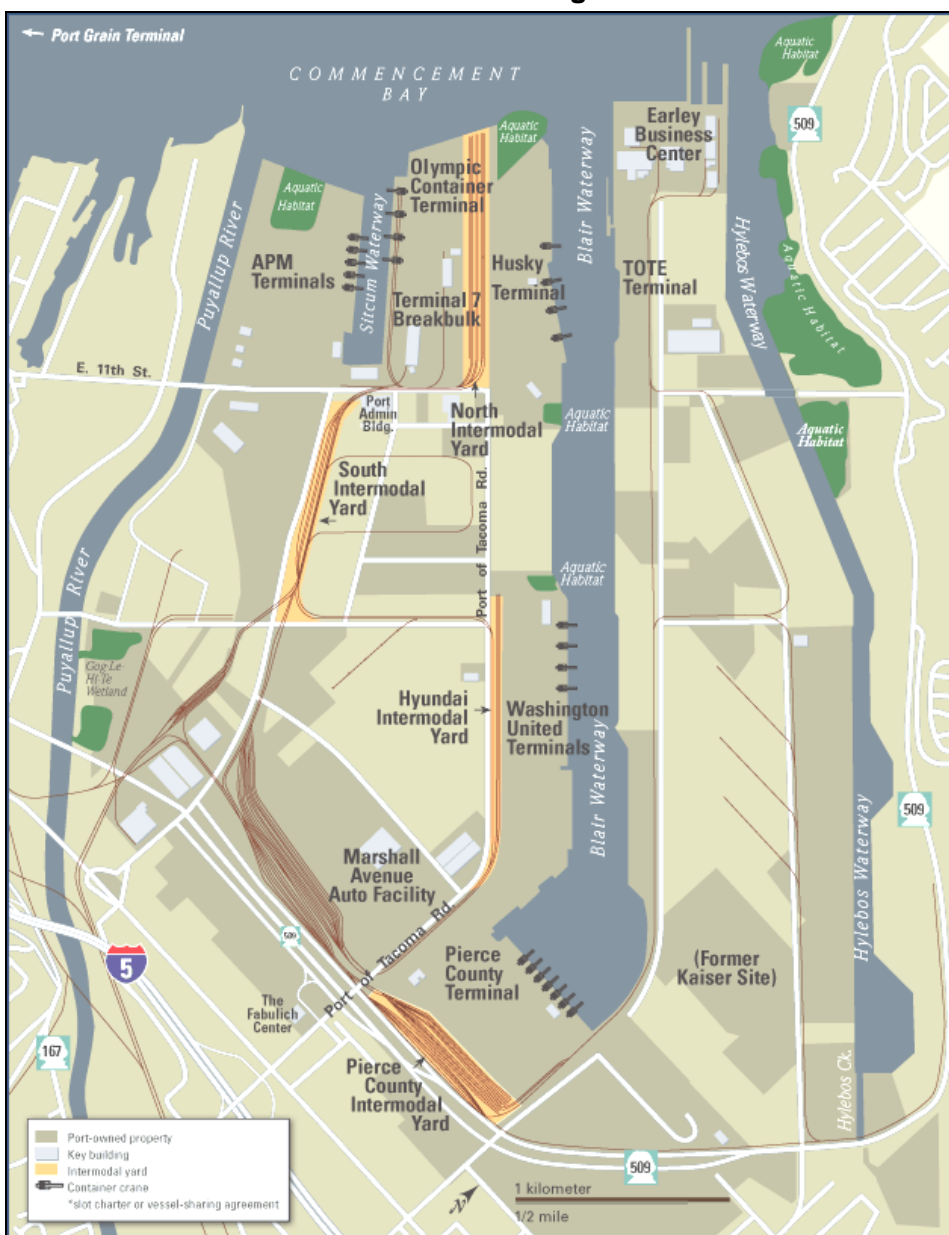 Port Grain Terminal
COMMENCEMENT
BAY
Aquatic
Habitat
509
Earley
Business
Center
Aquatic
Habitat
Olympic
Container
Terminal
Aquatic
Habitat
Blair Waterway
Puyallup River
Sitcum Waterway
Hylebos Waterway
APM
Terminals
Husky
Terminal
TOTE
Terminal
Aquatic Habitat
Terminal 7
Breakbulk
E. 11th St.
Port
Admin
Bldg.
North
Intermodal
Yard
Aquatic
Habitat
Aquatic
Habitat
South
Intermodal
Yard
Port of Tacoma Rd.
Aquatic
Habitat
Puyallup River
Gog-Le-
Hi-Te
Wetland
Hyundai
Intermodal
Yard
Washington
United
Terminals
Blair Waterway
509
Hylebos Waterway
Marshall
Avenue
Auto Facility
509
Port of Tacoma Rd.
5
Pierce
County
Terminal
(Former
Kaiser Site)
The
Fabulich
Center
167
Pierce
County
Intermodal
Yard
Hylebos Ck.
509
Port-owned property
Key building
Intermodal yard
Container crane
*slot charter or vessel-sharing agreement
N
1 kilometer
1/2 mile